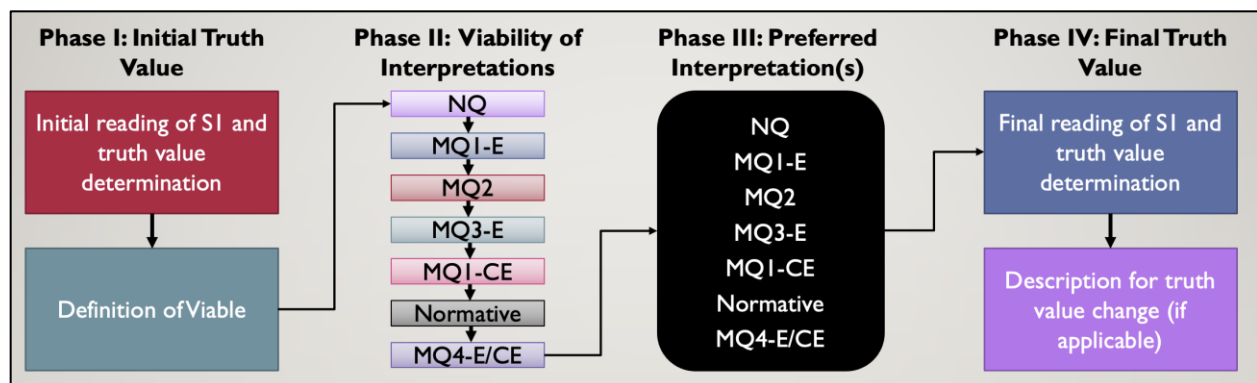 Phase I: Initial Truth
Value
Initial reading of S1 and
truth value
determination
Definition of Viable
Phase II: Viability of
Interpretations
NQ
MQ1-E
MQ2
MQ3-E
MQ1-CE
Normative
MQ4-E/CE
Phase III: Preferred
Interpretation(s)
NQ
MQ1-E
MQ2
MQ3-E
MQ1-CE
Normative
MQ4-E/CE
Phase IV: Final Truth
Value
Final reading of S1 and
truth value
determination
Description for truth
value change (if
applicable)